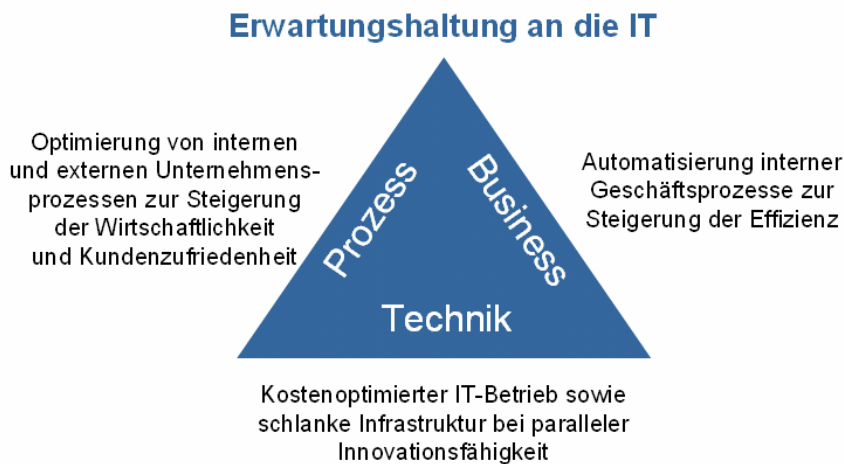 Erwartungshaltung an die IT
Optimierung von internen
und externen Unternehmens-
prozessen zur Steigerung
der Wirtschaftlichkeit
und Kundenzufriedenheit
Prozess
Business
Automatisierung interner
Geschäftsprozesse zur
Steigerung der Effizienz
Technik
Kostenoptimierter IT-Betrieb sowie
schlanke Infrastruktur bei paralleler
Innovationsfähigkeit